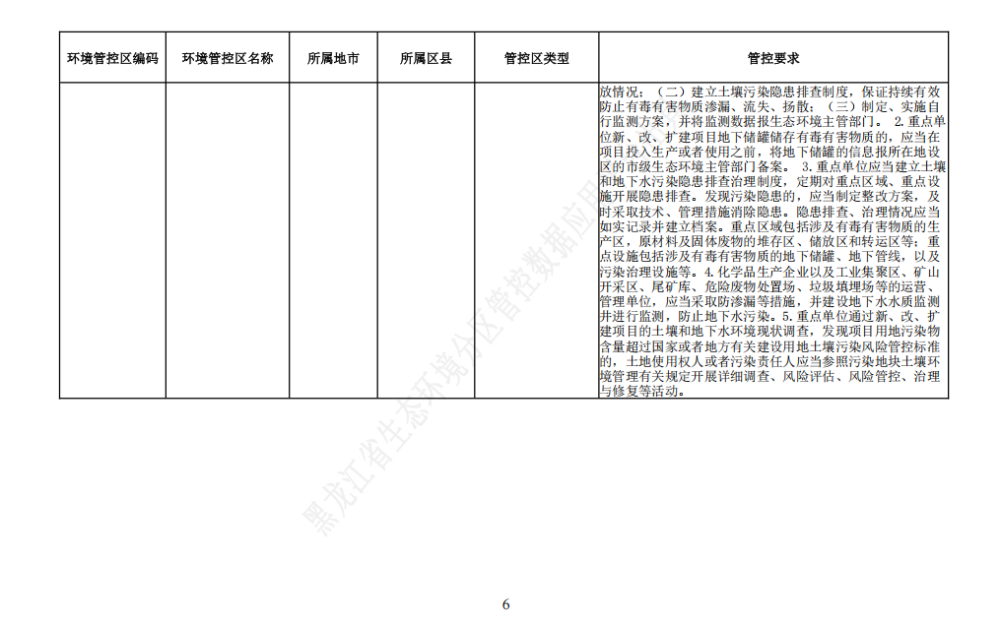 环境管控区编码 环境管控区名称 所属地市 所属区县 管控区类型 管控要求
放情况；（二）建立土壤污染隐患排查制度，保证持续有效
防止有毒有害物质渗漏、流失、扬散；（三）制定、实施自
行监测方案，并将监测数据报生态环境主管部门。 2.重点单
位新、改、扩建项目地下储罐储存有毒有害物质的，应当在
项目投入生产或者使用之前，将地下储罐的信息报所在地设
区的市级生态环境主管部门备案。 3.重点单位应当建立土壤
和地下水污染隐患排查治理制度，定期对重点区域、重点设
施开展隐患排查。发现污染隐患的，应当制定整改方案，及
时采取技术、管理措施消除隐患。隐患排查、治理情况应当
如实记录并建立档案。重点区域包括涉及有毒有害物质的生
产区，原材料及固体废物的堆存区、储放区和转运区等；重
点设施包括涉及有毒有害物质的地下储罐、地下管线，以及
污染治理设施等。4.化学品生产企业以及工业集聚区、矿山
开采区、尾矿库、危险废物处置场、垃圾填埋场等的运营、
管理单位，应当采取防渗漏等措施，并建设地下水水质监测
井进行监测，防止地下水污染。5.重点单位通过新、改、扩
建项目的土壤和地下水环境现状调查，发现项目用地污染物
含量超过国家或者地方有关建设用地土壤污染风险管控标准
的，土地使用权人或者污染责任人应当参照污染地块土壤环
境管理有关规定开展详细调查、风险评估、风险管控、治理
与修复等活动。
黑龙江省生态环境分区管控数据应用
6